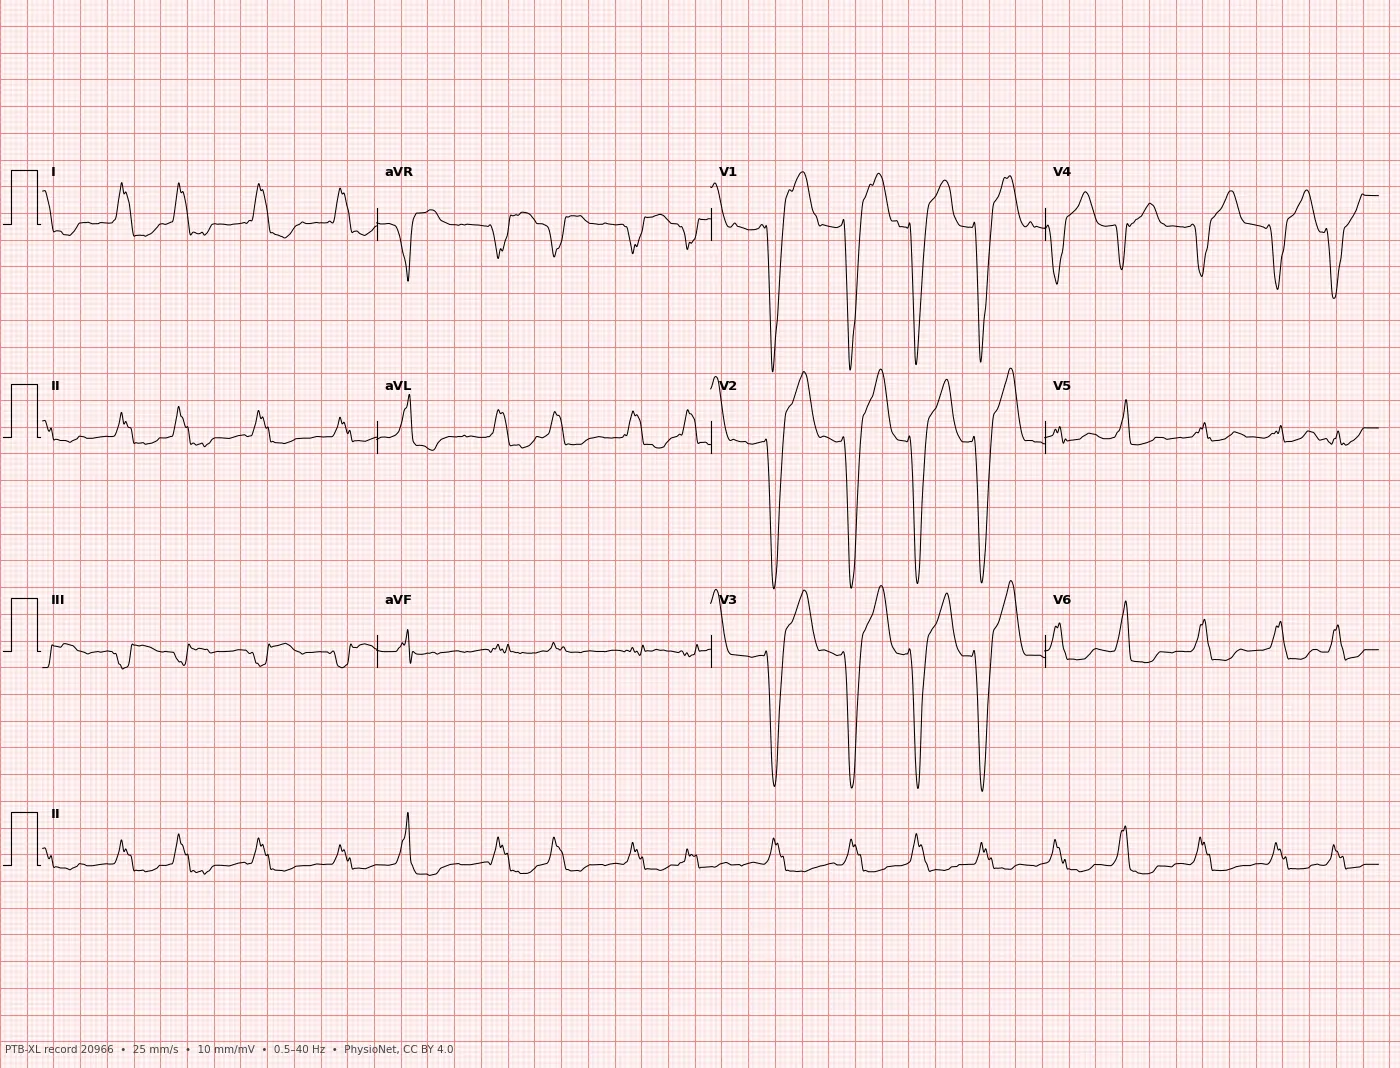 I aVR V1 V4
II aVL V2 V5
III aVF V3 V6
II
PTB-XL record 20966 • 25 mm/s • 10 mm/mV • 0.5–40 Hz • PhysioNet, CC BY 4.0